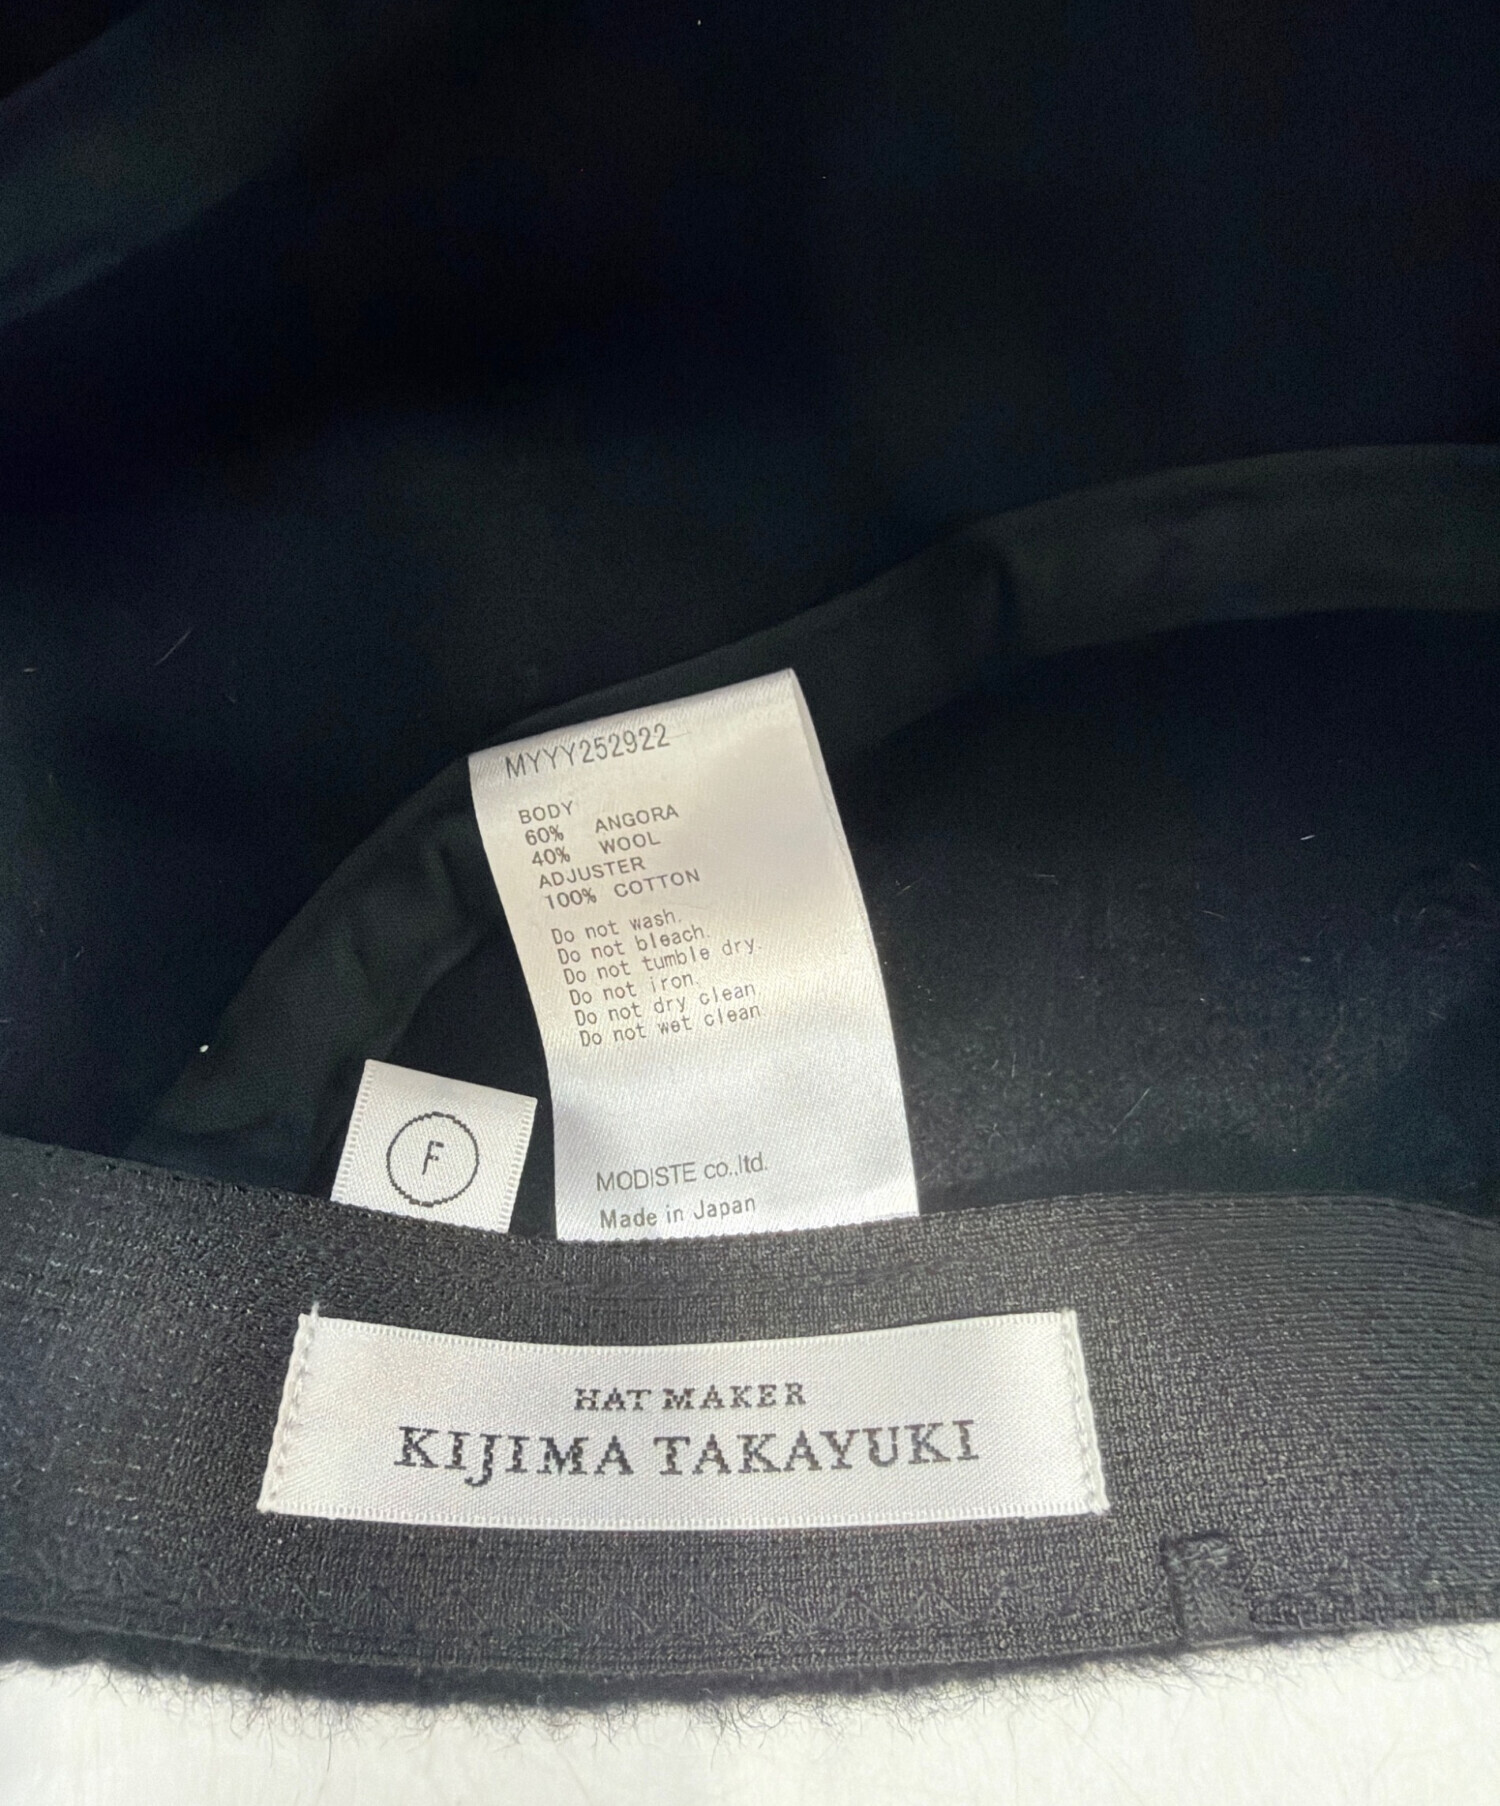 MYYY252922
BODY
60% ANGORA
40% WOOL
ADJUSTER
100% COTTON
Do not wash.
Do not bleach.
Do not tumble dry.
Do not iron.
Do not dry clean
Do not wet clean
F
MODISTE co.,ltd.
Made in Japan
HAT MAKER
KIJIMA TAKAYUKI